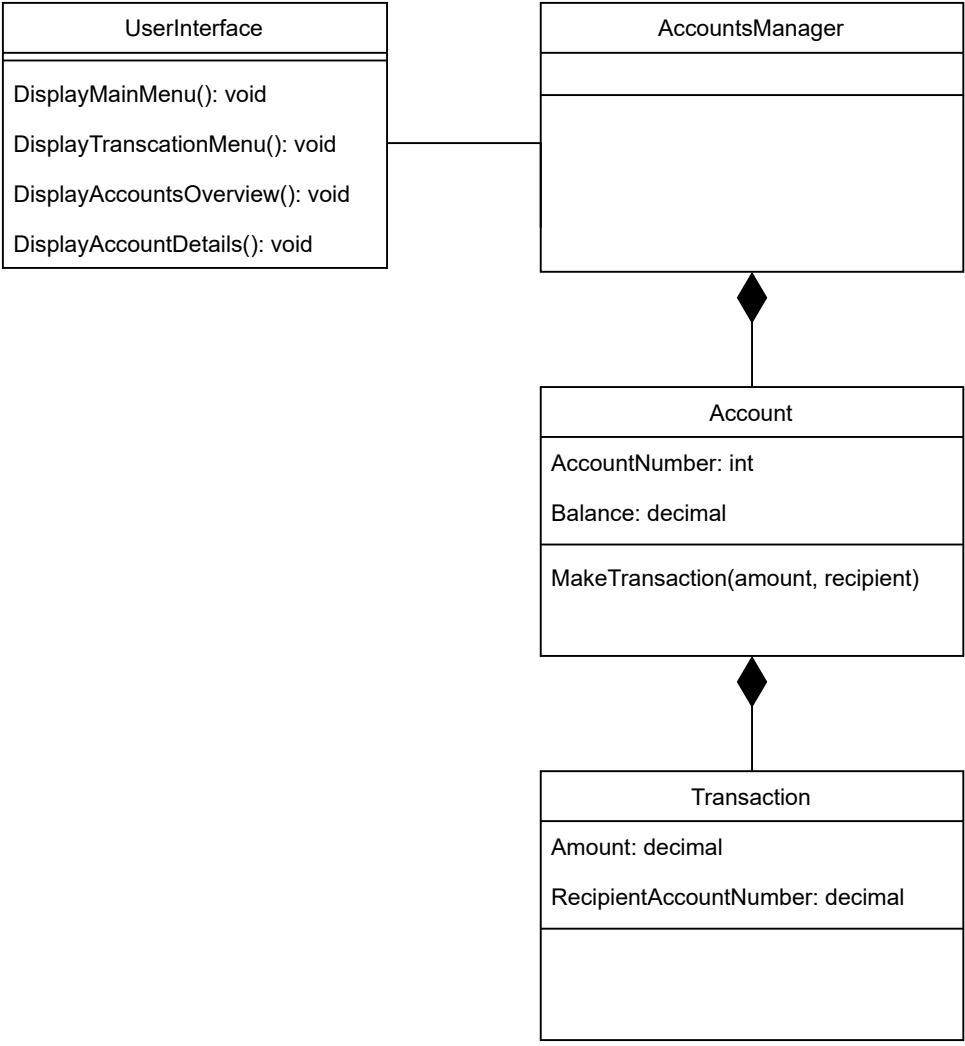 UserInterface
DisplayMainMenu(): void
DisplayTranscationMenu(): void
DisplayAccountsOverview(): void
DisplayAccountDetails(): void
AccountsManager
Account
AccountNumber: int
Balance: decimal
MakeTransaction(amount, recipient)
Transaction
Amount: decimal
RecipientAccountNumber: decimal